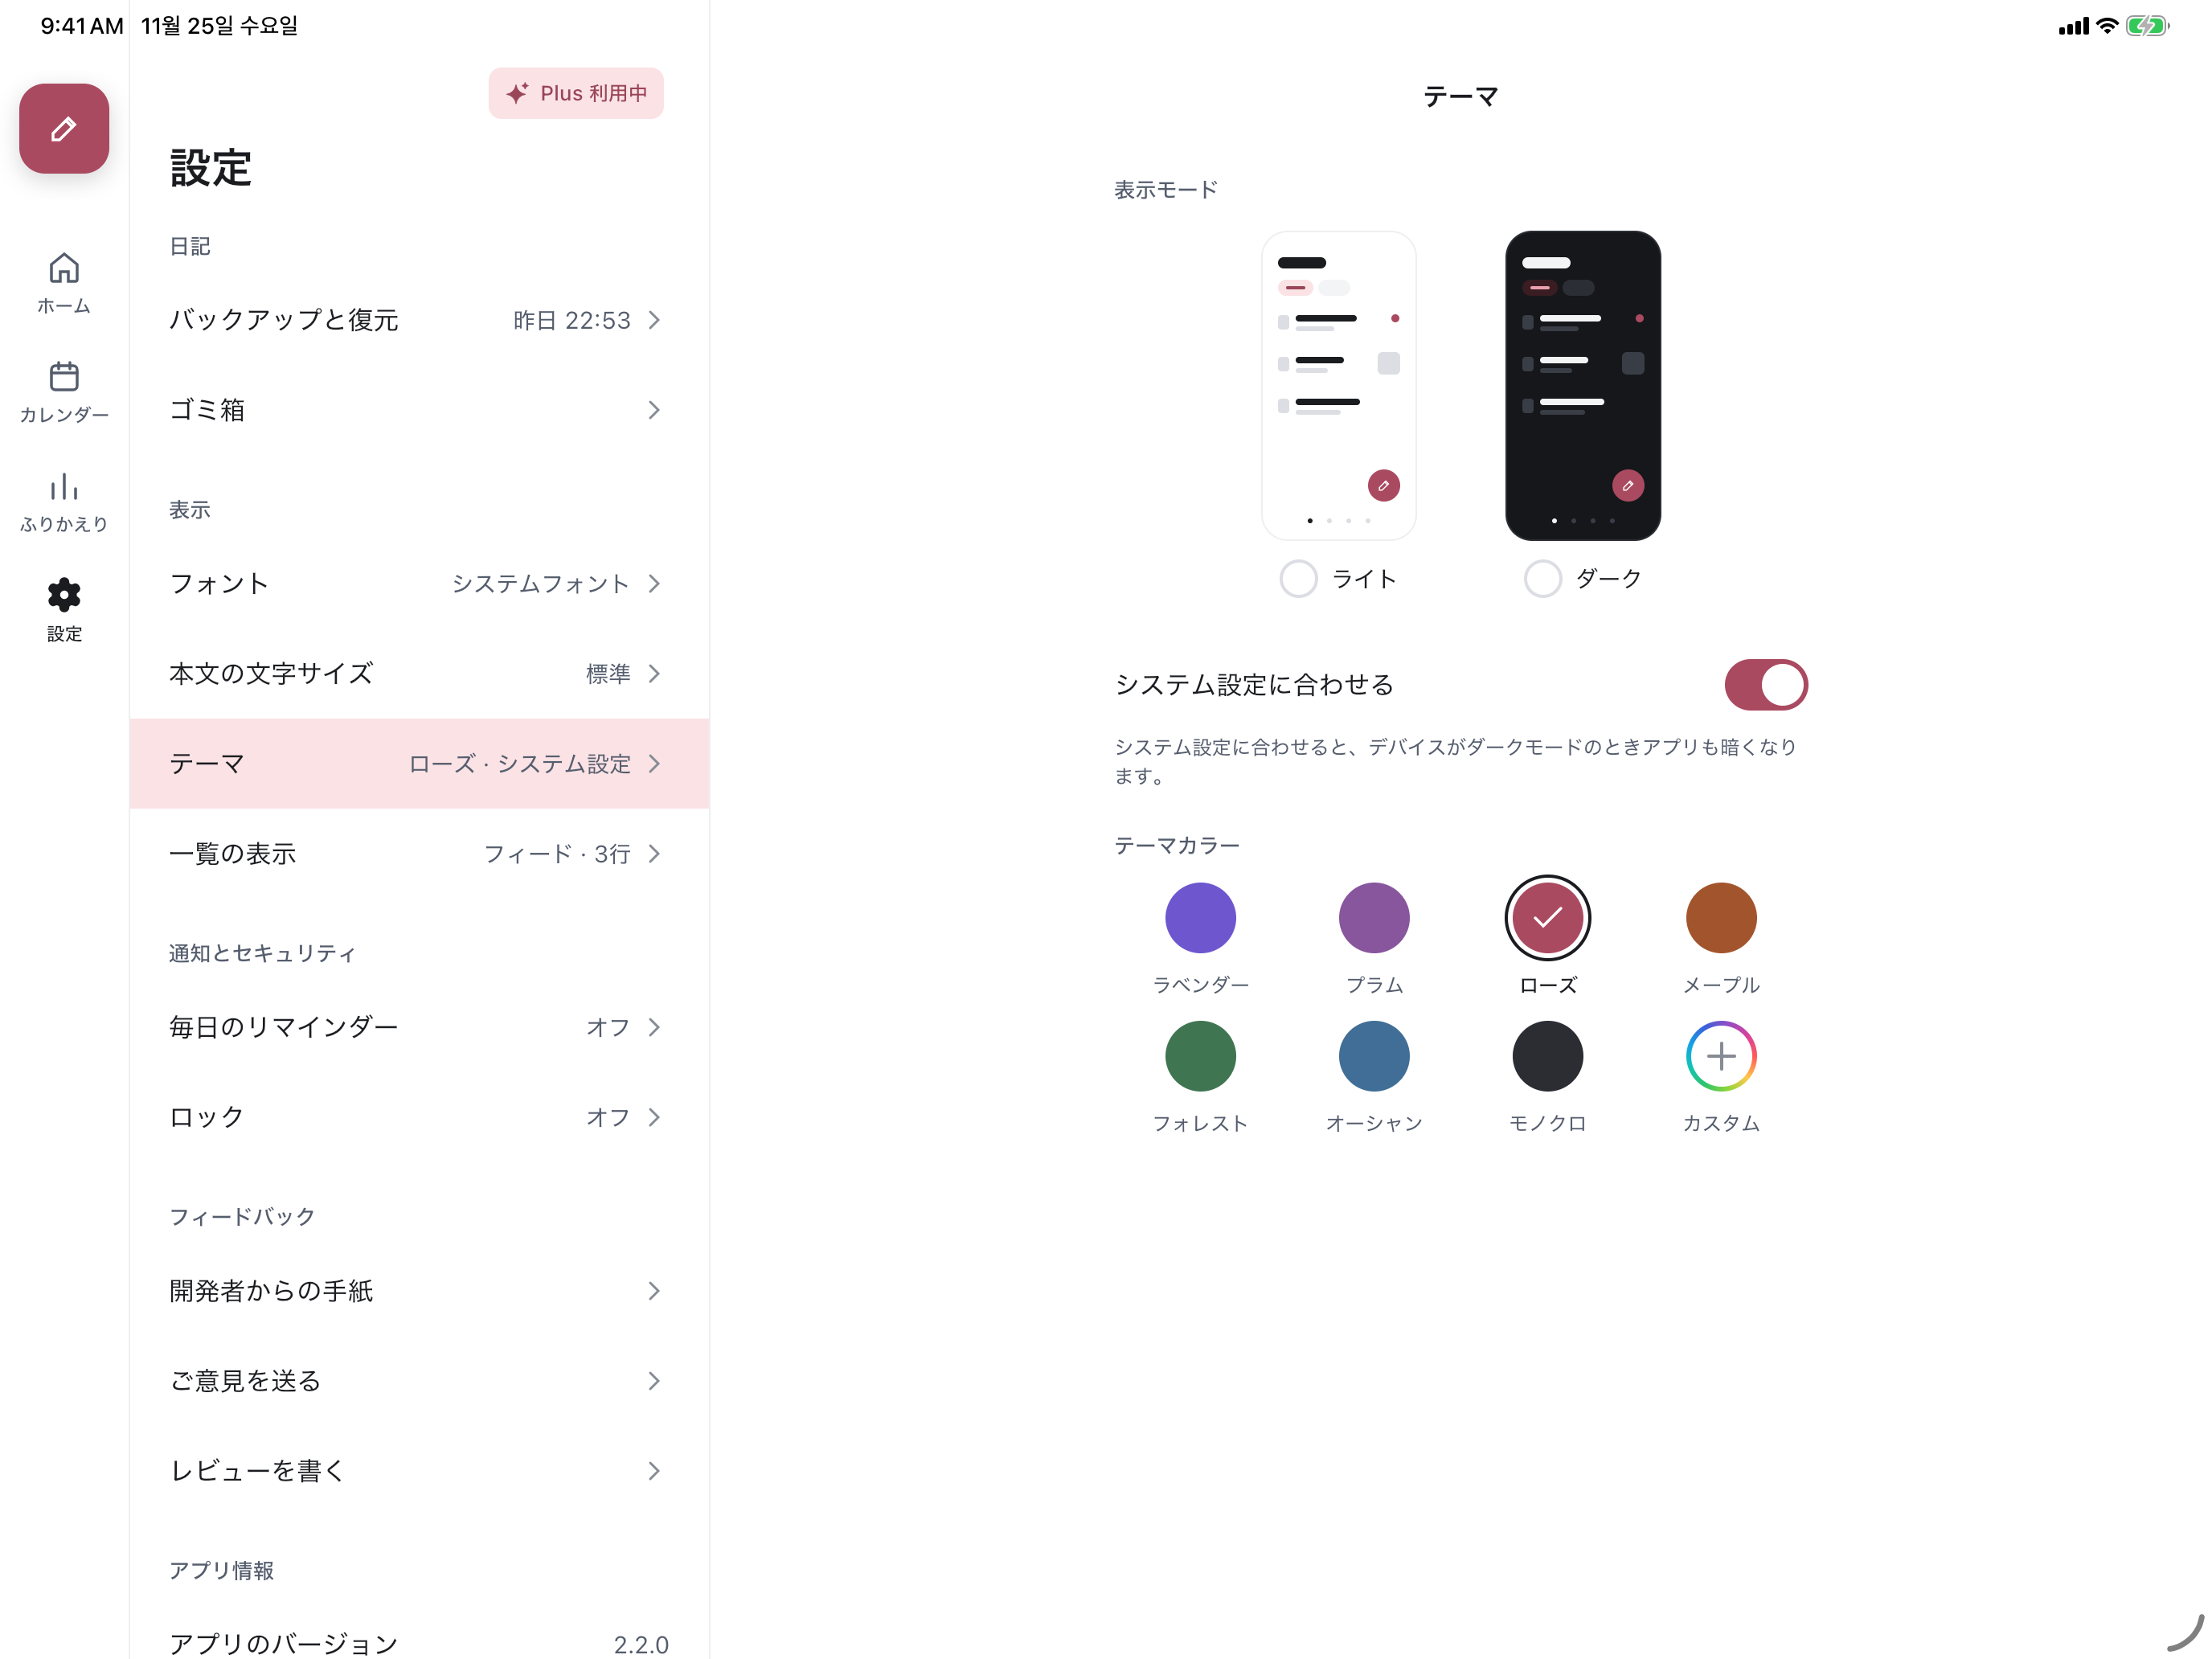 9:41 AM 11월 25일 수요일
Plus 利用中
設定
日記
バックアップと復元 昨日 22:53
ゴミ箱
表示
フォント システムフォント
本文の文字サイズ 標準
テーマ ローズ · システム設定
一覧の表示 フィード · 3行
通知とセキュリティ
毎日のリマインダー オフ
ロック オフ
フィードバック
開発者からの手紙
ご意見を送る
レビューを書く
アプリ情報
アプリのバージョン 2.2.0
ホーム
カレンダー
ふりかえり
設定
テーマ
表示モード
ライト ダーク
システム設定に合わせる
システム設定に合わせると、デバイスがダークモードのときアプリも暗くなり
ます。
テーマカラー
ラベンダー プラム ローズ メープル
フォレスト オーシャン モノクロ カスタム